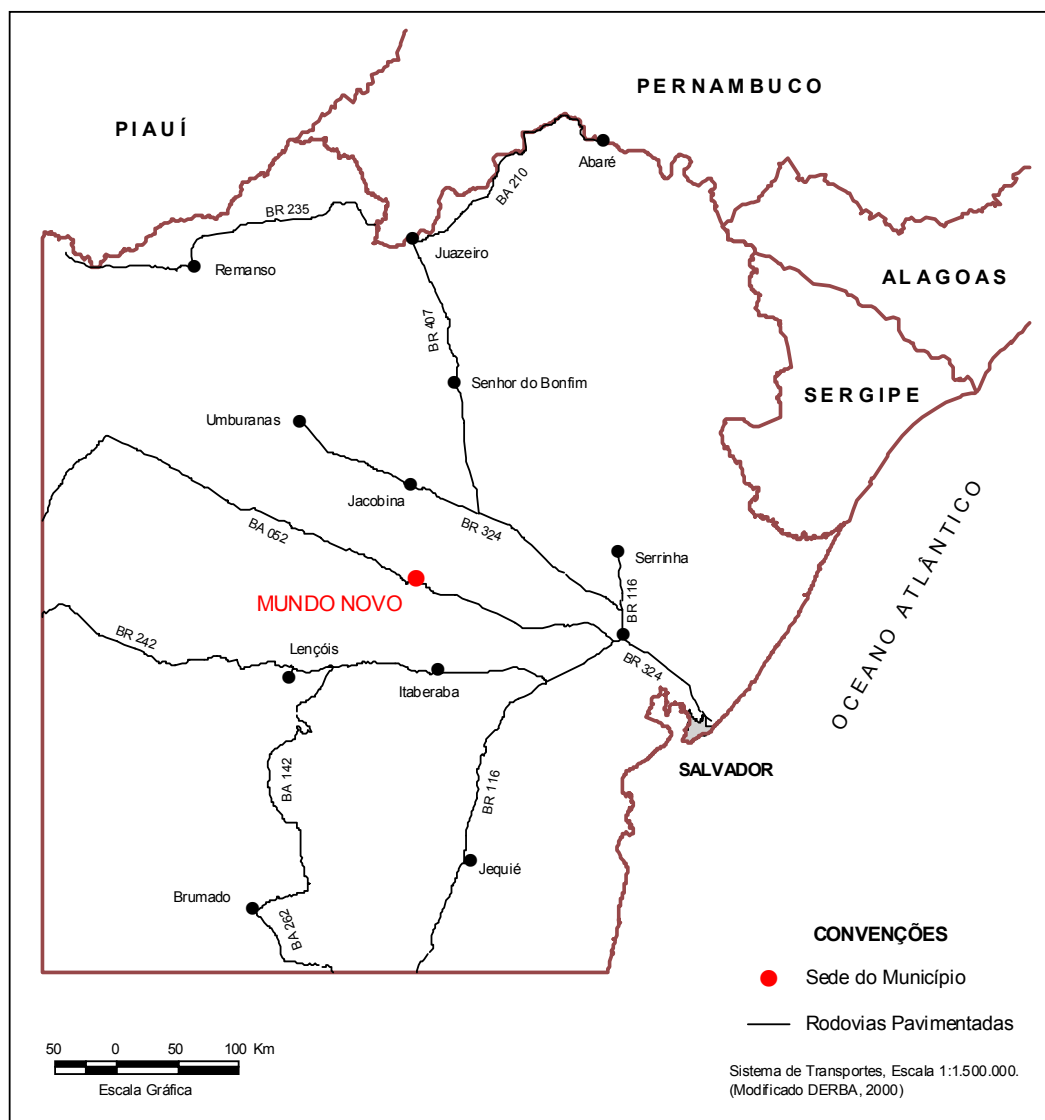 PERNAMBUCO
PIAUÍ
Abaré
BA 210
BR 235
Juazeiro
Remanso
ALAGOAS
BR 407
Senhor do Bonfim
SERGIPE
Umburanas
Jacobina
BR 324
BA 052
OCEANO ATLÂNTICO
Serrinha
MUNDO NOVO
BR 116
BR 242
Lençóis
Itaberaba
BR 324
SALVADOR
BA 142
BR 116
Jequié
Brumado
BA 262
CONVENÇÕES
Sede do Município
Rodovias Pavimentadas
50 0 50 100 Km
Escala Gráfica
Sistema de Transportes, Escala 1:1.500.000.
(Modificado DERBA, 2000)